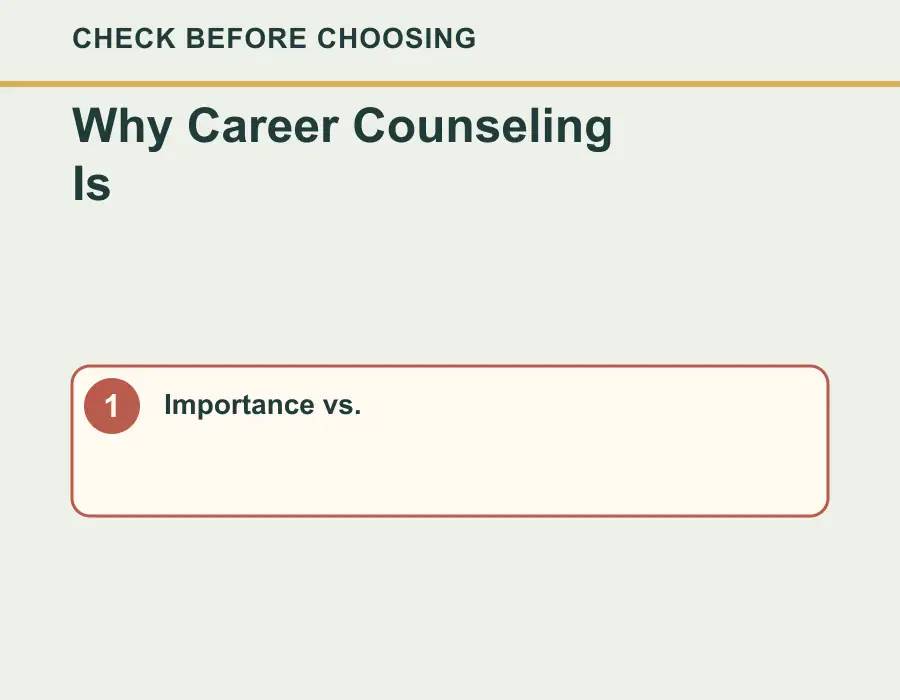 CHECK BEFORE CHOOSING
Why Career Counseling
Is
1
Importance vs.